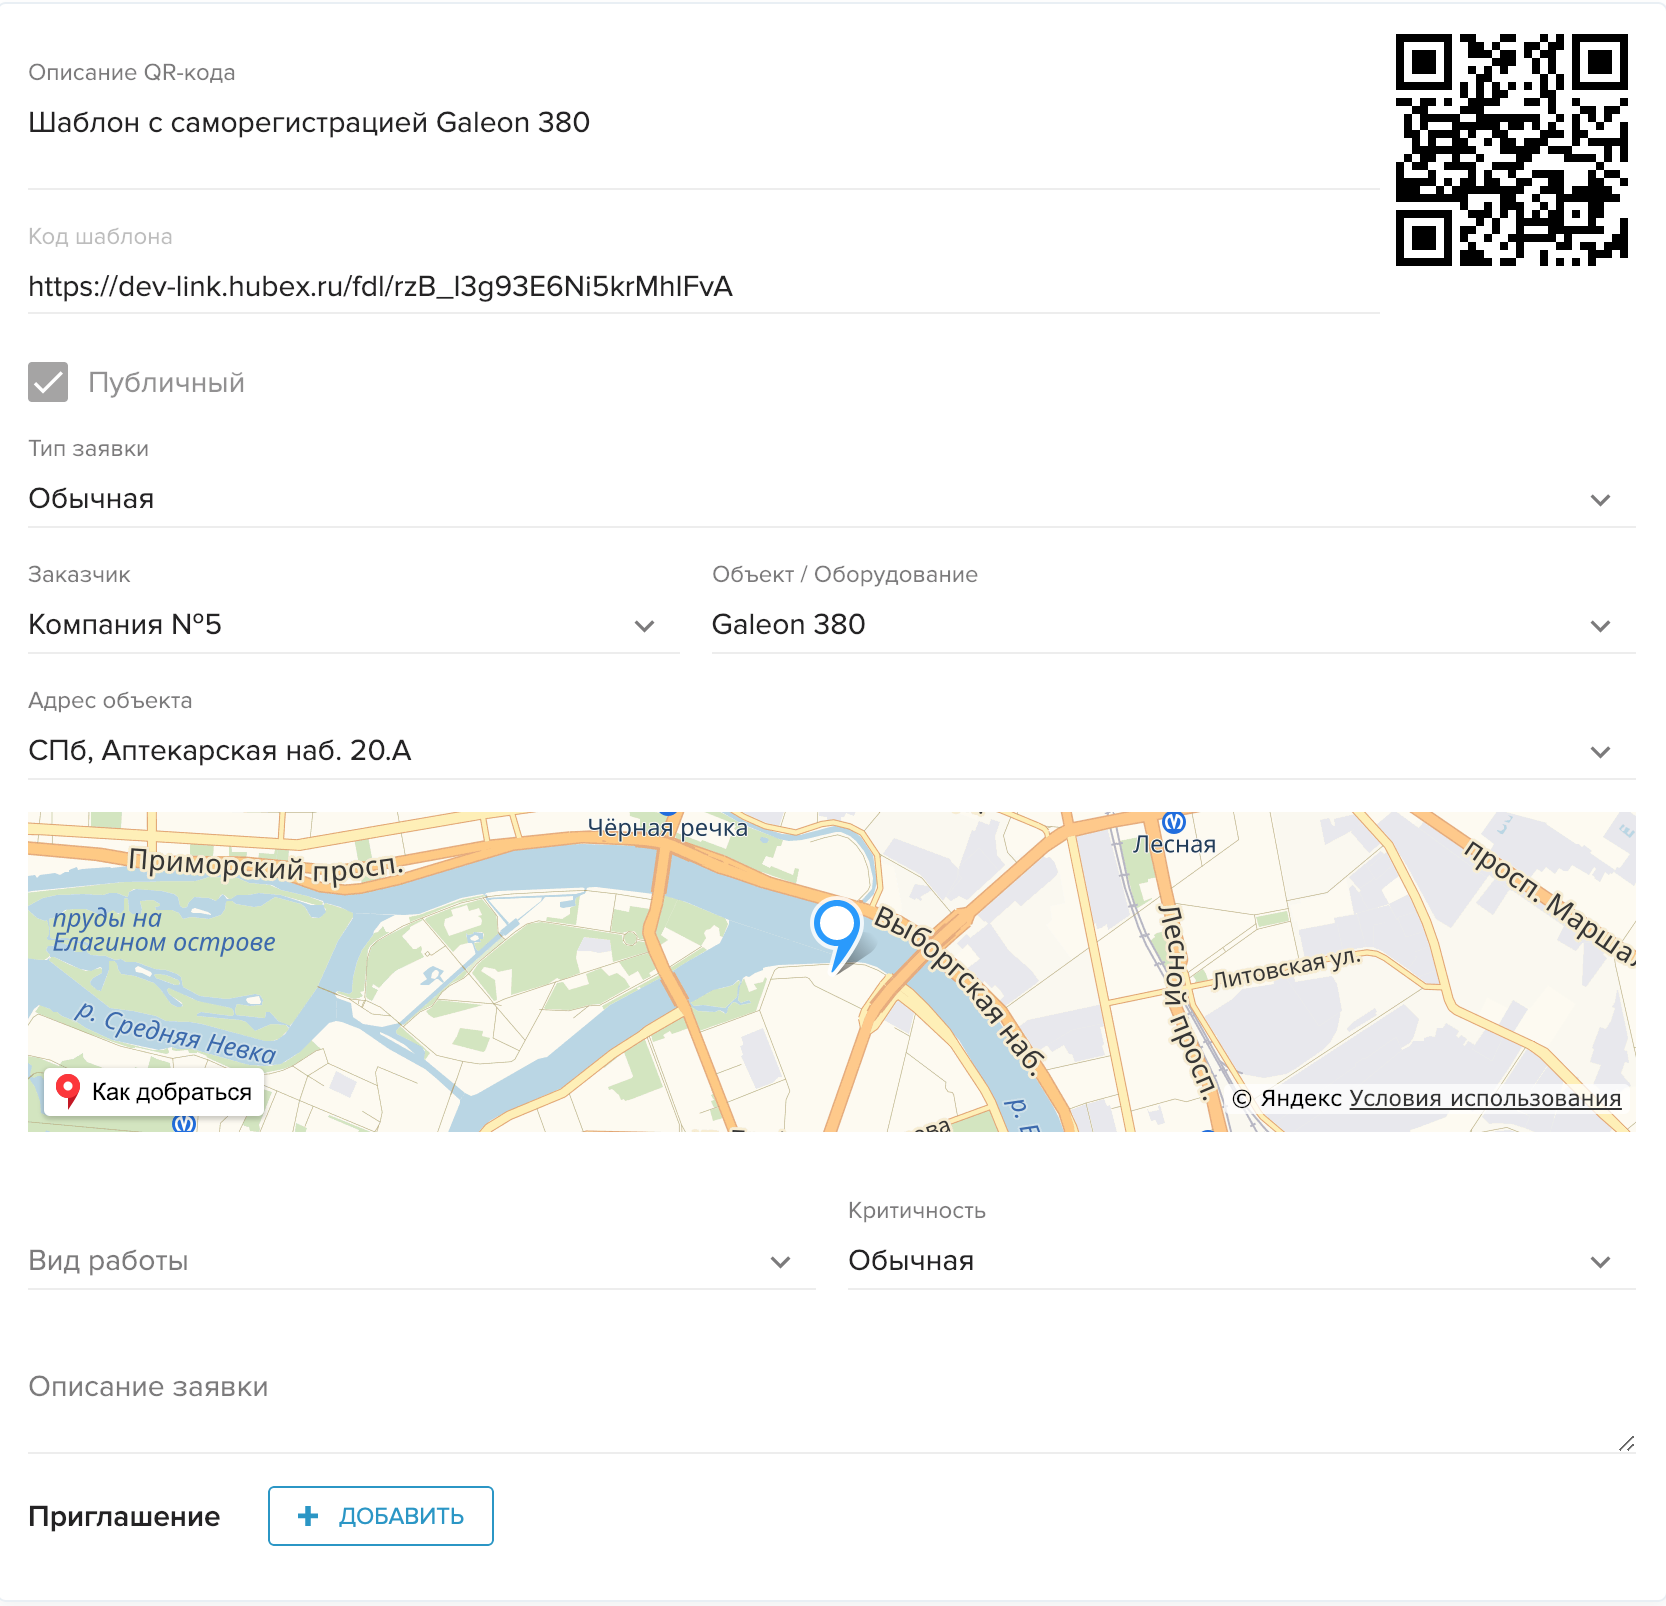 Описание QR-кода
Шаблон с саморегистрацией Galeon 380
Код шаблона
https://dev-link.hubex.ru/fdl/rzB_l3g93E6Ni5krMhlFvA
Публичный
Тип заявки
Обычная
Заказчик
Объект / Оборудование
Компания №5
Galeon 380
Адрес объекта
СПб, Аптекарская наб. 20.А
Чёрная речка
Лесная
Приморский просп.
просп. Маршал
пруды на
Елагином острове
Выборгская наб.
Лесной просп.
Литовская ул.
р. Средняя Невка
Как добраться
© Яндекс Условия использования
Критичность
Вид работы
Обычная
Описание заявки
Приглашение
+ ДОБАВИТЬ